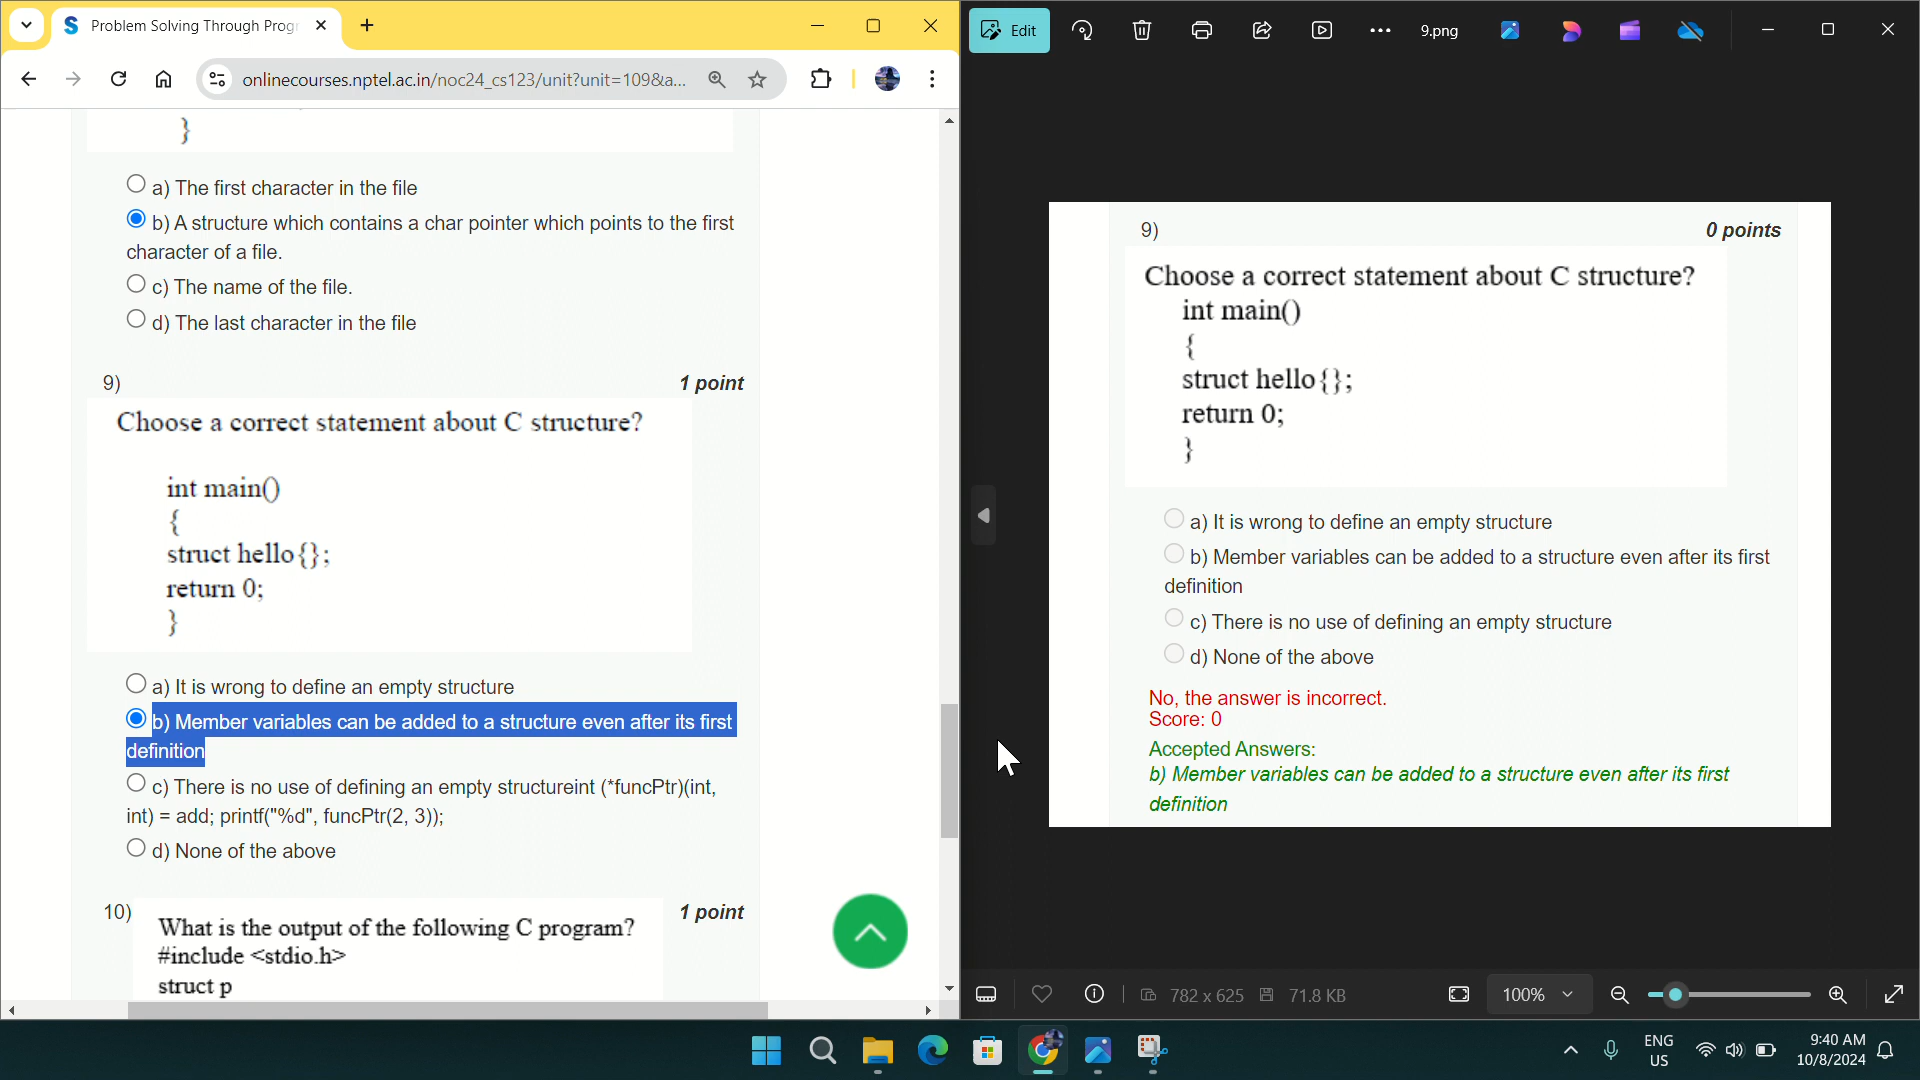 Problem Solving Through Progr
onlinecourses.nptel.ac.in/noc24_cs123/unit?unit=109&a...
}
a) The first character in the file
b) A structure which contains a char pointer which points to the first
character of a file.
c) The name of the file.
d) The last character in the file
9)
1 point
Choose a correct statement about C structure?
int main()
{
struct hello{};
return 0;
}
a) It is wrong to define an empty structure
b) Member variables can be added to a structure even after its first
definition
c) There is no use of defining an empty structureint (*funcPtr)(int,
int) = add; printf("%d", funcPtr(2, 3));
d) None of the above
10)
1 point
What is the output of the following C program?
#include <stdio.h>
struct p
Edit
9.png
9)
0 points
Choose a correct statement about C structure?
int main()
{
struct hello{};
return 0;
}
a) It is wrong to define an empty structure
b) Member variables can be added to a structure even after its first
definition
c) There is no use of defining an empty structure
d) None of the above
No, the answer is incorrect.
Score: 0
Accepted Answers:
b) Member variables can be added to a structure even after its first
definition
782 x 625
71.8 KB
100%
ENG
US
9:40 AM
10/8/2024